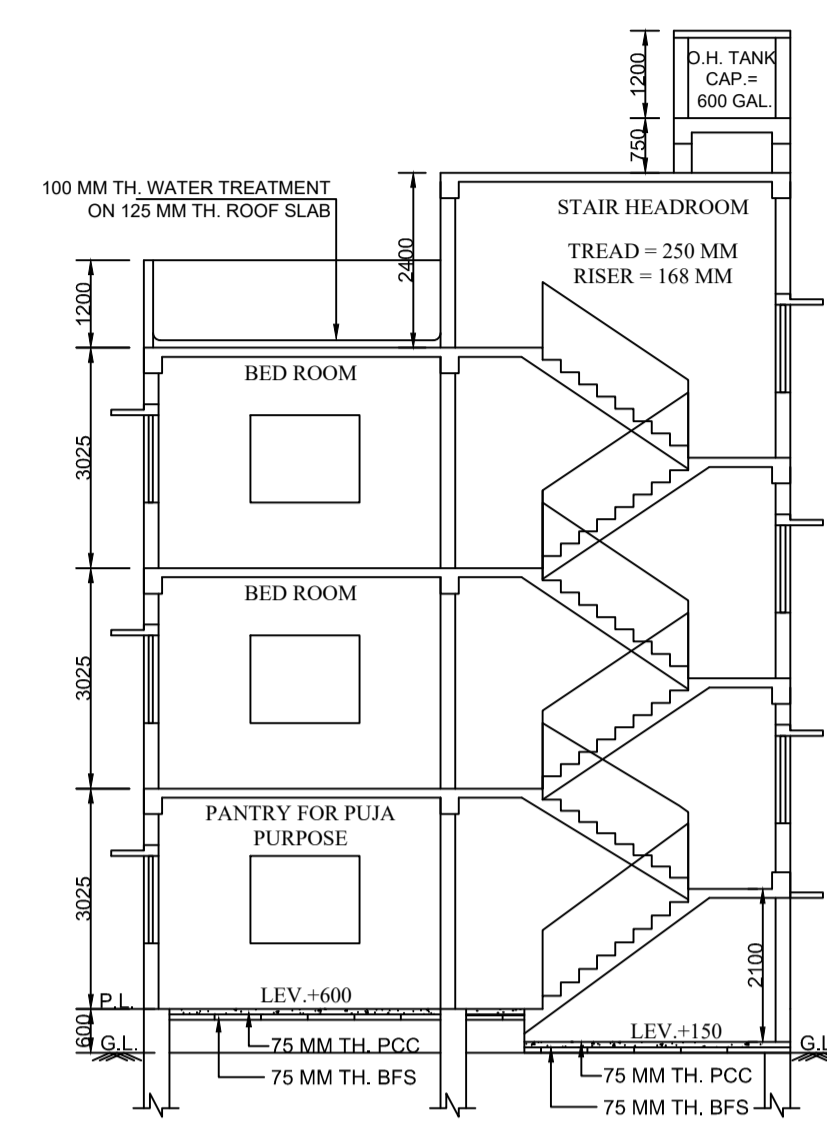 O.H. TANK
CAP.=
600 GAL.
1200
750
100 MM TH. WATER TREATMENT
ON 125 MM TH. ROOF SLAB
STAIR HEADROOM
TREAD = 250 MM
RISER = 168 MM
2400
1200
BED ROOM
3025
BED ROOM
3025
PANTRY FOR PUJA
PURPOSE
3025
2100
LEV.+600
P.L.
LEV.+150
600
G.L.
G.L
75 MM TH. PCC
75 MM TH. BFS
75 MM TH. PCC
75 MM TH. BFS